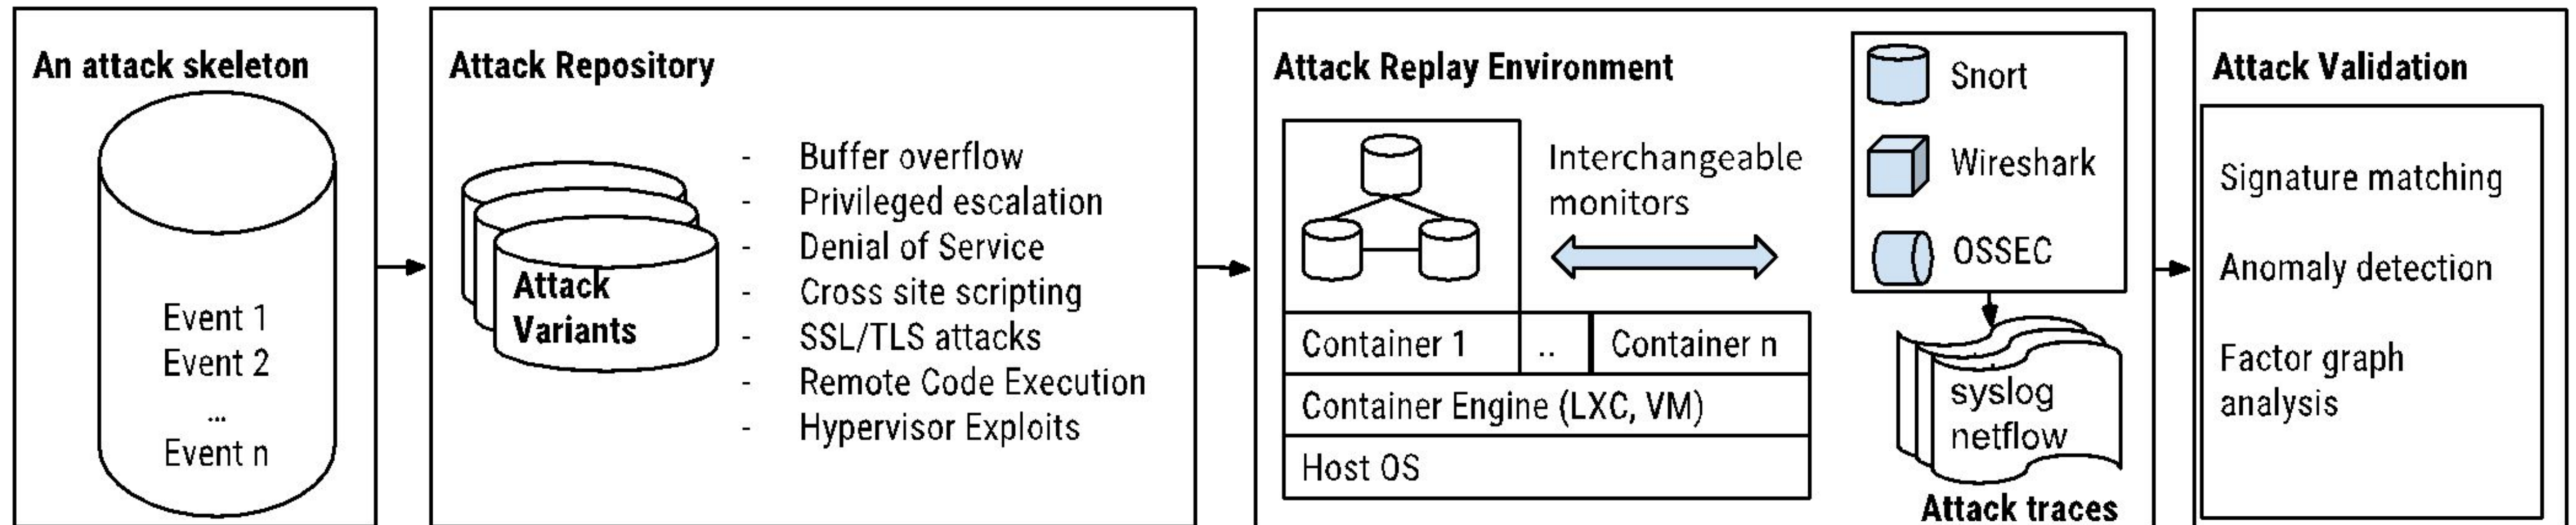 An attack skeleton
Event 1
Event 2
...
Event n
Attack Repository
Attack
Variants
- Buffer overflow
- Privileged escalation
- Denial of Service
- Cross site scripting
- SSL/TLS attacks
- Remote Code Execution
- Hypervisor Exploits
Attack Replay Environment
Interchangeable
monitors
Container 1
..
Container n
Container Engine (LXC, VM)
Host OS
Snort
Wireshark
OSSEC
syslog
netflow
Attack traces
Attack Validation
Signature matching
Anomaly detection
Factor graph
analysis